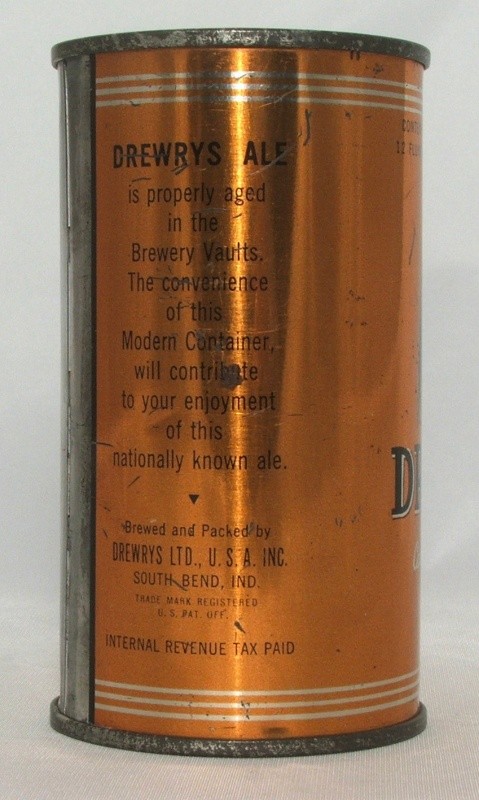 DREWRYS ALE
is properly aged
in the
Brewery Vaults.
The convenience
of this
Modern Container,
will contribute
to your enjoyment
of this
nationally known ale.
Brewed and Packed by
DREWRYS LTD., U.S.A. INC.
SOUTH BEND, IND.
TRADE MARK REGISTERED
U.S. PAT. OFF.
INTERNAL REVENUE TAX PAID
12